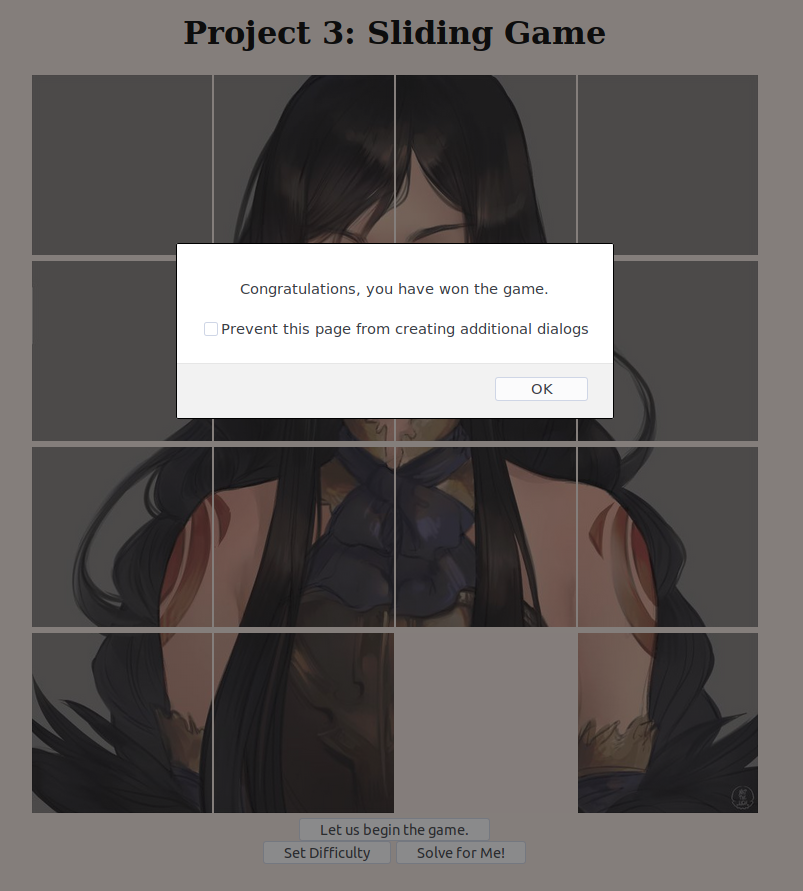 Project 3: Sliding Game
Congratulations, you have won the game.
Prevent this page from creating additional dialogs
OK
Let us begin the game.
Set Difficulty
Solve for Me!